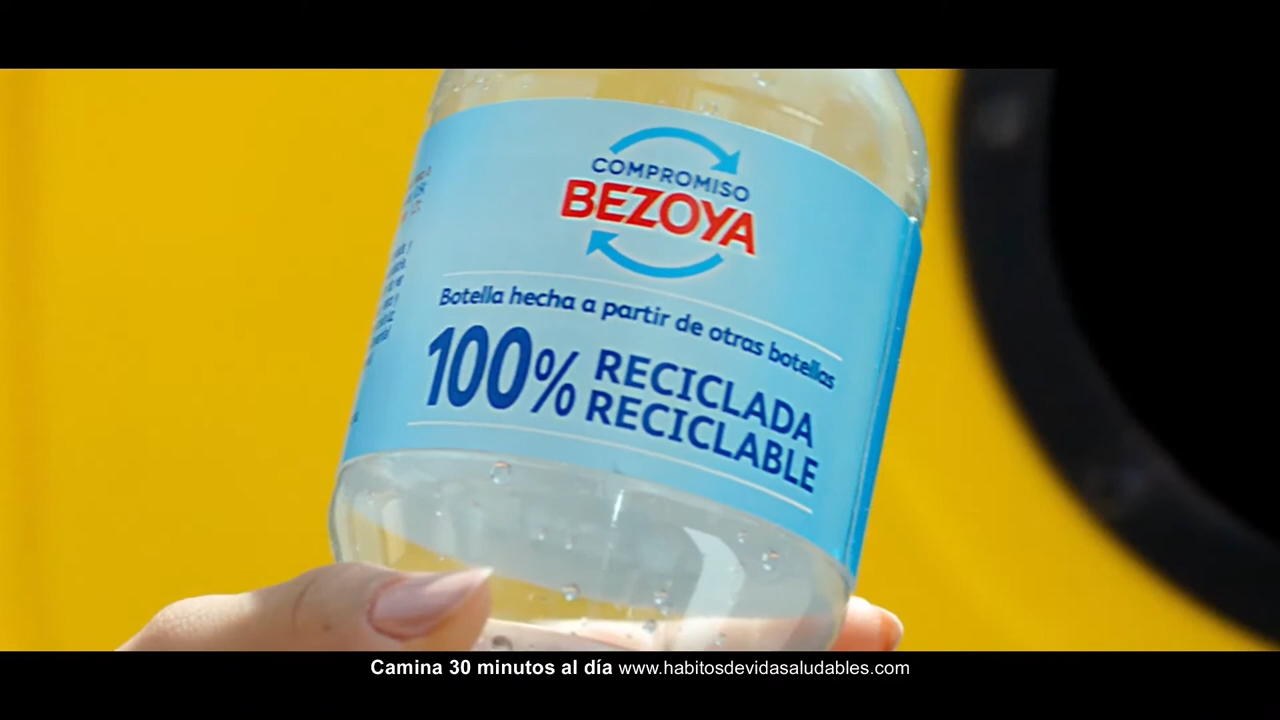 COMPROMISO
BEZOYA
Botella hecha a partir de otras botellas
100% RECICLADA
RECICLABLE
Camina 30 minutos al día www.habitosdevidasaludables.com